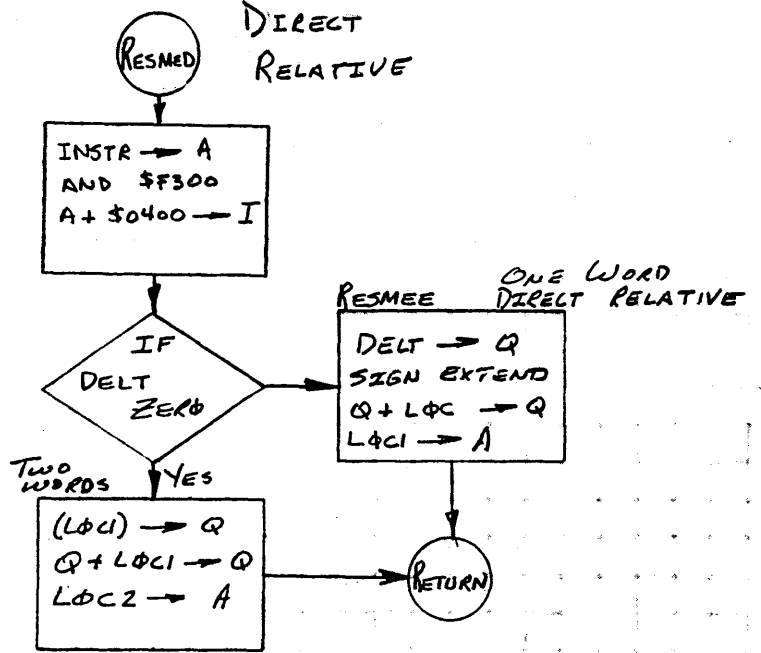 DIRECT
RELATIVE
RESMED
INSTR → A
AND $F300
A + $0400 → I
IF
DELT
ZERØ
YES
TWO
WORDS
(LØC1) → Q
Q + LØC1 → Q
LØC2 → A
ONE WORD
DIRECT RELATIVE
RESMEE
DELT → Q
SIGN EXTEND
Q + LØC → Q
LØC1 → A
RETURN